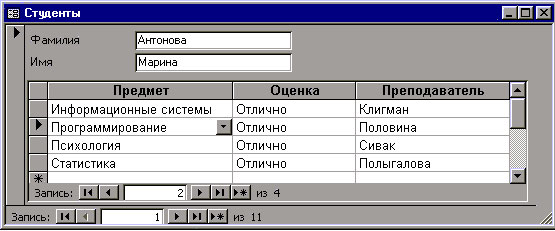 Студенты
Фамилия Антонова
Имя Марина
Предмет Оценка Преподаватель
Информационные системы Отлично Клигман
Программирование Отлично Половина
Психология Отлично Сивак
Статистика Отлично Полыгалова
Запись: 2 из 4
Запись: 1 из 11